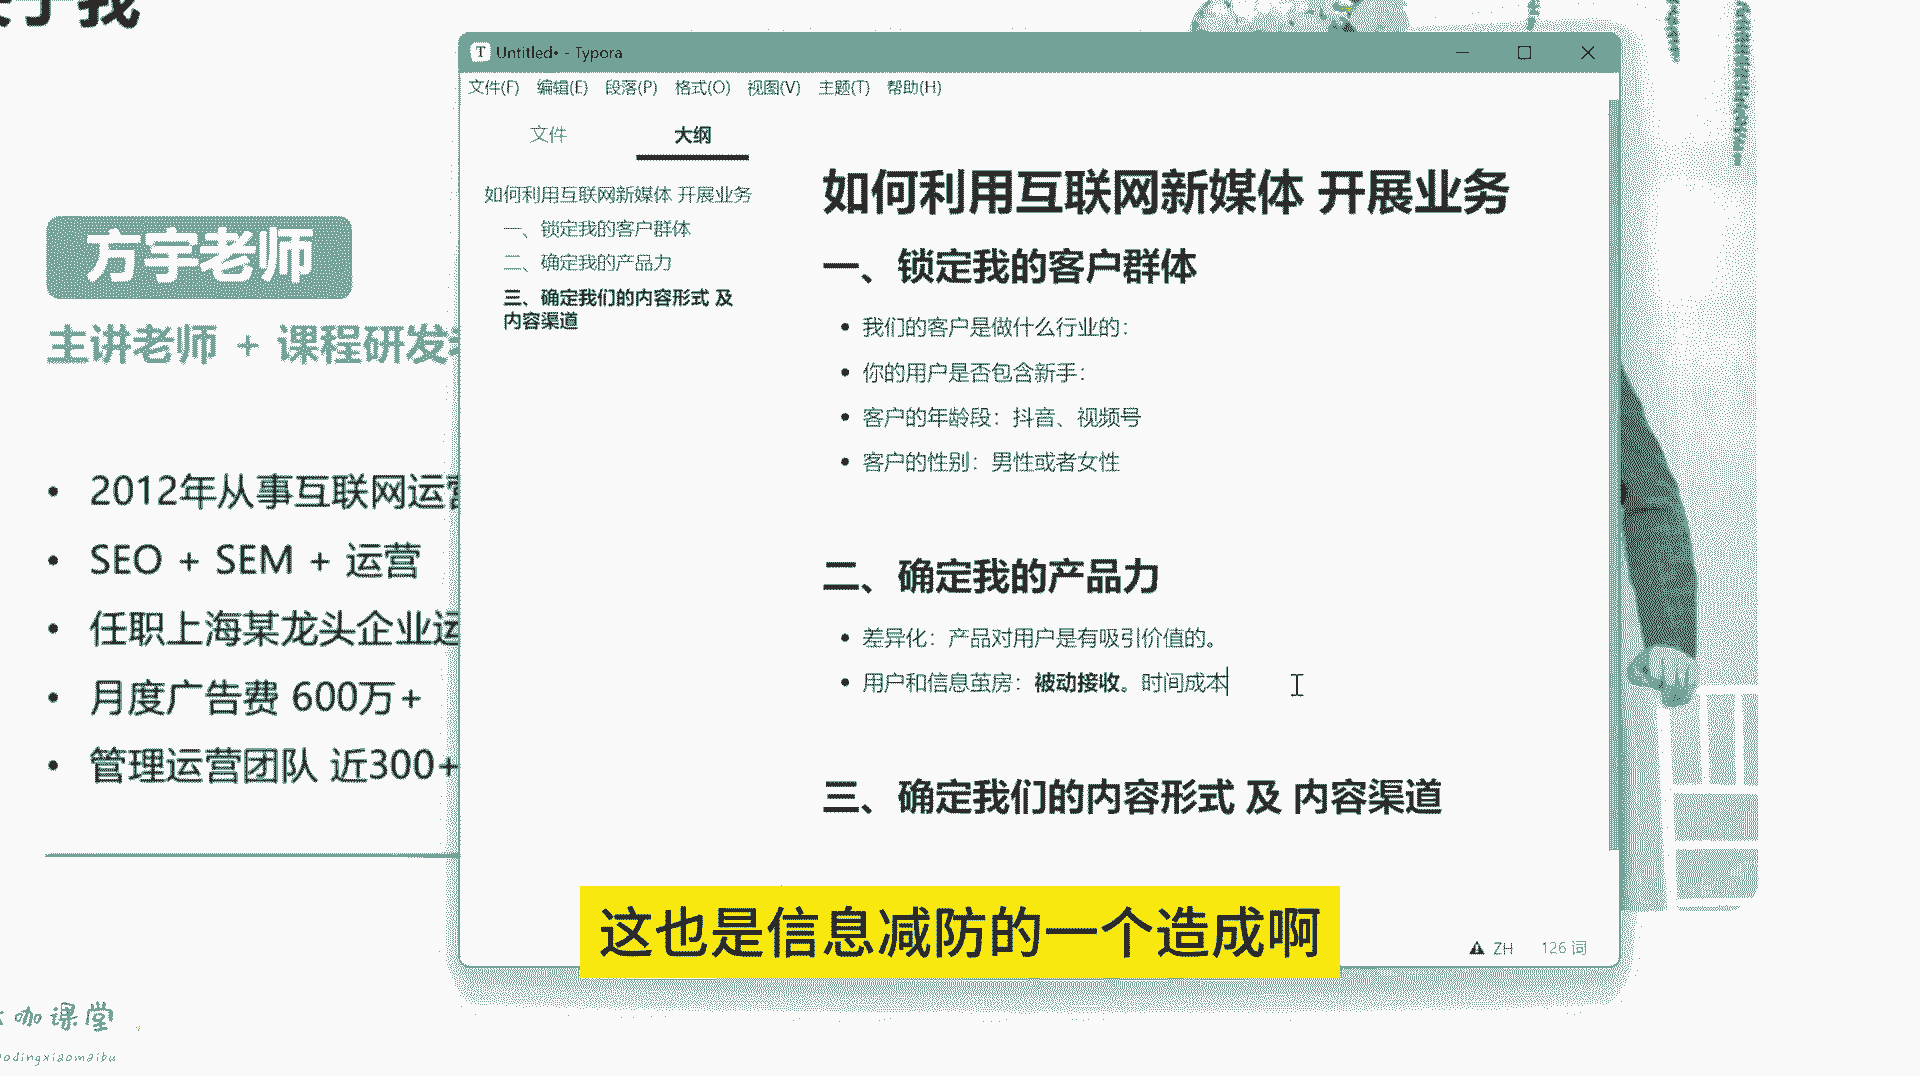 我
方宇老师
主讲老师 + 课程研发
2012年从事互联网运营
SEO + SEM + 运营
任职上海某龙头企业运
月度广告费 600万+
管理运营团队 近300+
咖课堂
odingxiaomaibu
Untitled• - Typora
文件(F) 编辑(E) 段落(P) 格式(O) 视图(V) 主题(T) 帮助(H)
文件 大纲
如何利用互联网新媒体 开展业务
一、锁定我的客户群体
二、确定我的产品力
三、确定我们的内容形式 及
内容渠道
如何利用互联网新媒体 开展业务
一、锁定我的客户群体
我们的客户是做什么行业的：
你的用户是否包含新手：
客户的年龄段：抖音、视频号
客户的性别：男性或者女性
二、确定我的产品力
差异化：产品对用户是有吸引价值的。
用户和信息茧房：被动接收。时间成本
三、确定我们的内容形式 及 内容渠道
ZH 126 词
这也是信息减防的一个造成啊